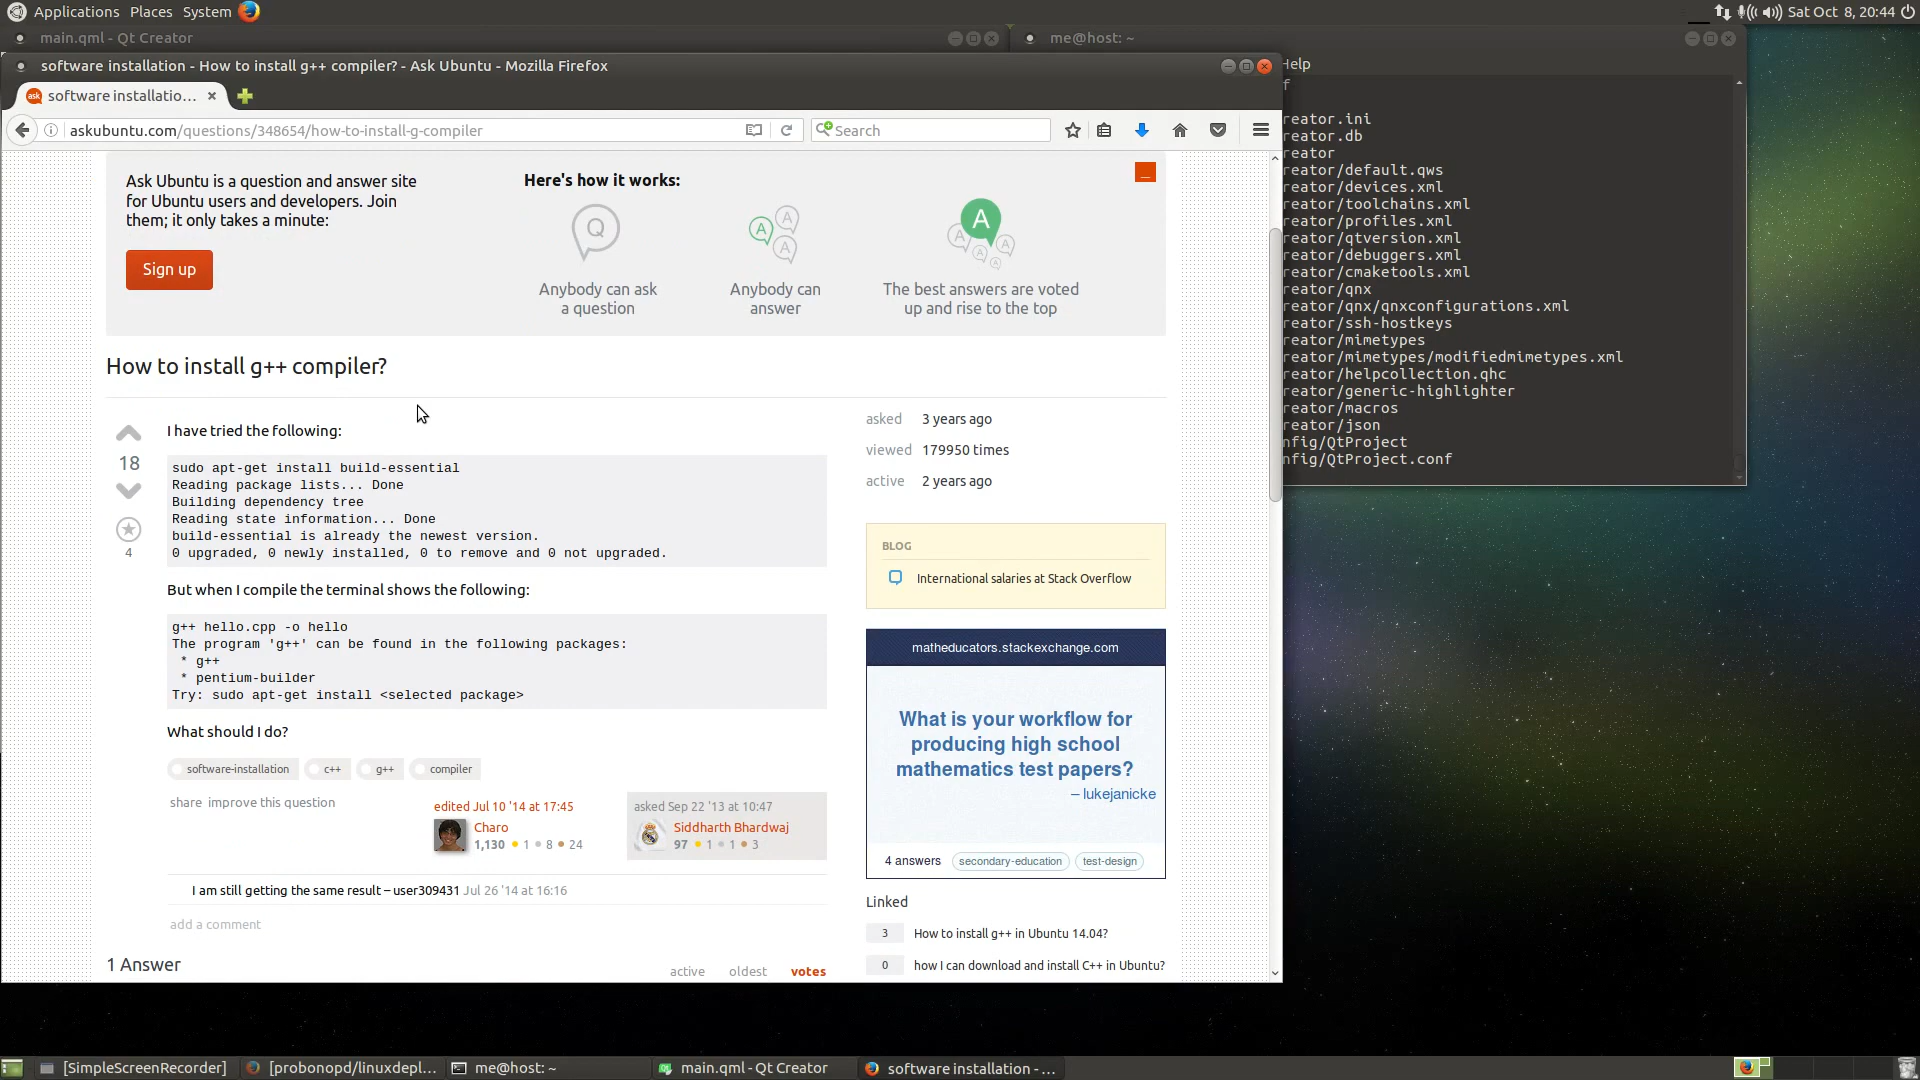 Applications Places System
Sat Oct 8, 20:44
main.qml - Qt Creator
me@host: ~
software installation - How to install g++ compiler? - Ask Ubuntu - Mozilla Firefox
Help
ask software installatio...
askubuntu.com/questions/348654/how-to-install-g-compiler
Search
Ask Ubuntu is a question and answer site
for Ubuntu users and developers. Join
them; it only takes a minute:
Sign up
Here's how it works:
Q
A
A
A
A
A
A
A
A
Anybody can ask
a question
Anybody can
answer
The best answers are voted
up and rise to the top
How to install g++ compiler?
18
4
I have tried the following:
sudo apt-get install build-essential
Reading package lists... Done
Building dependency tree
Reading state information... Done
build-essential is already the newest version.
0 upgraded, 0 newly installed, 0 to remove and 0 not upgraded.
But when I compile the terminal shows the following:
g++ hello.cpp -o hello
The program 'g++' can be found in the following packages:
* g++
* pentium-builder
Try: sudo apt-get install <selected package>
What should I do?
software-installation c++ g++ compiler
share improve this question
edited Jul 10 '14 at 17:45
Charo
1,130 1 8 24
asked Sep 22 '13 at 10:47
Siddharth Bhardwaj
97 1 1 3
I am still getting the same result – user309431 Jul 26 '14 at 16:16
add a comment
1 Answer
active oldest votes
asked 3 years ago
viewed 179950 times
active 2 years ago
BLOG
International salaries at Stack Overflow
matheducators.stackexchange.com
What is your workflow for
producing high school
mathematics test papers?
– lukejanicke
4 answers secondary-education test-design
Linked
3 How to install g++ in Ubuntu 14.04?
0 how I can download and install C++ in Ubuntu?
f
reator.ini
reator.db
reator
reator/default.qws
reator/devices.xml
reator/toolchains.xml
reator/profiles.xml
reator/qtversion.xml
reator/debuggers.xml
reator/cmaketools.xml
reator/qnx
reator/qnx/qnxconfigurations.xml
reator/ssh-hostkeys
reator/mimetypes
reator/mimetypes/modifiedmimetypes.xml
reator/helpcollection.qhc
reator/generic-highlighter
reator/macros
reator/json
nfig/QtProject
nfig/QtProject.conf
[SimpleScreenRecorder]
[probonopd/linuxdepl...
me@host: ~
main.qml - Qt Creator
software installation - ...